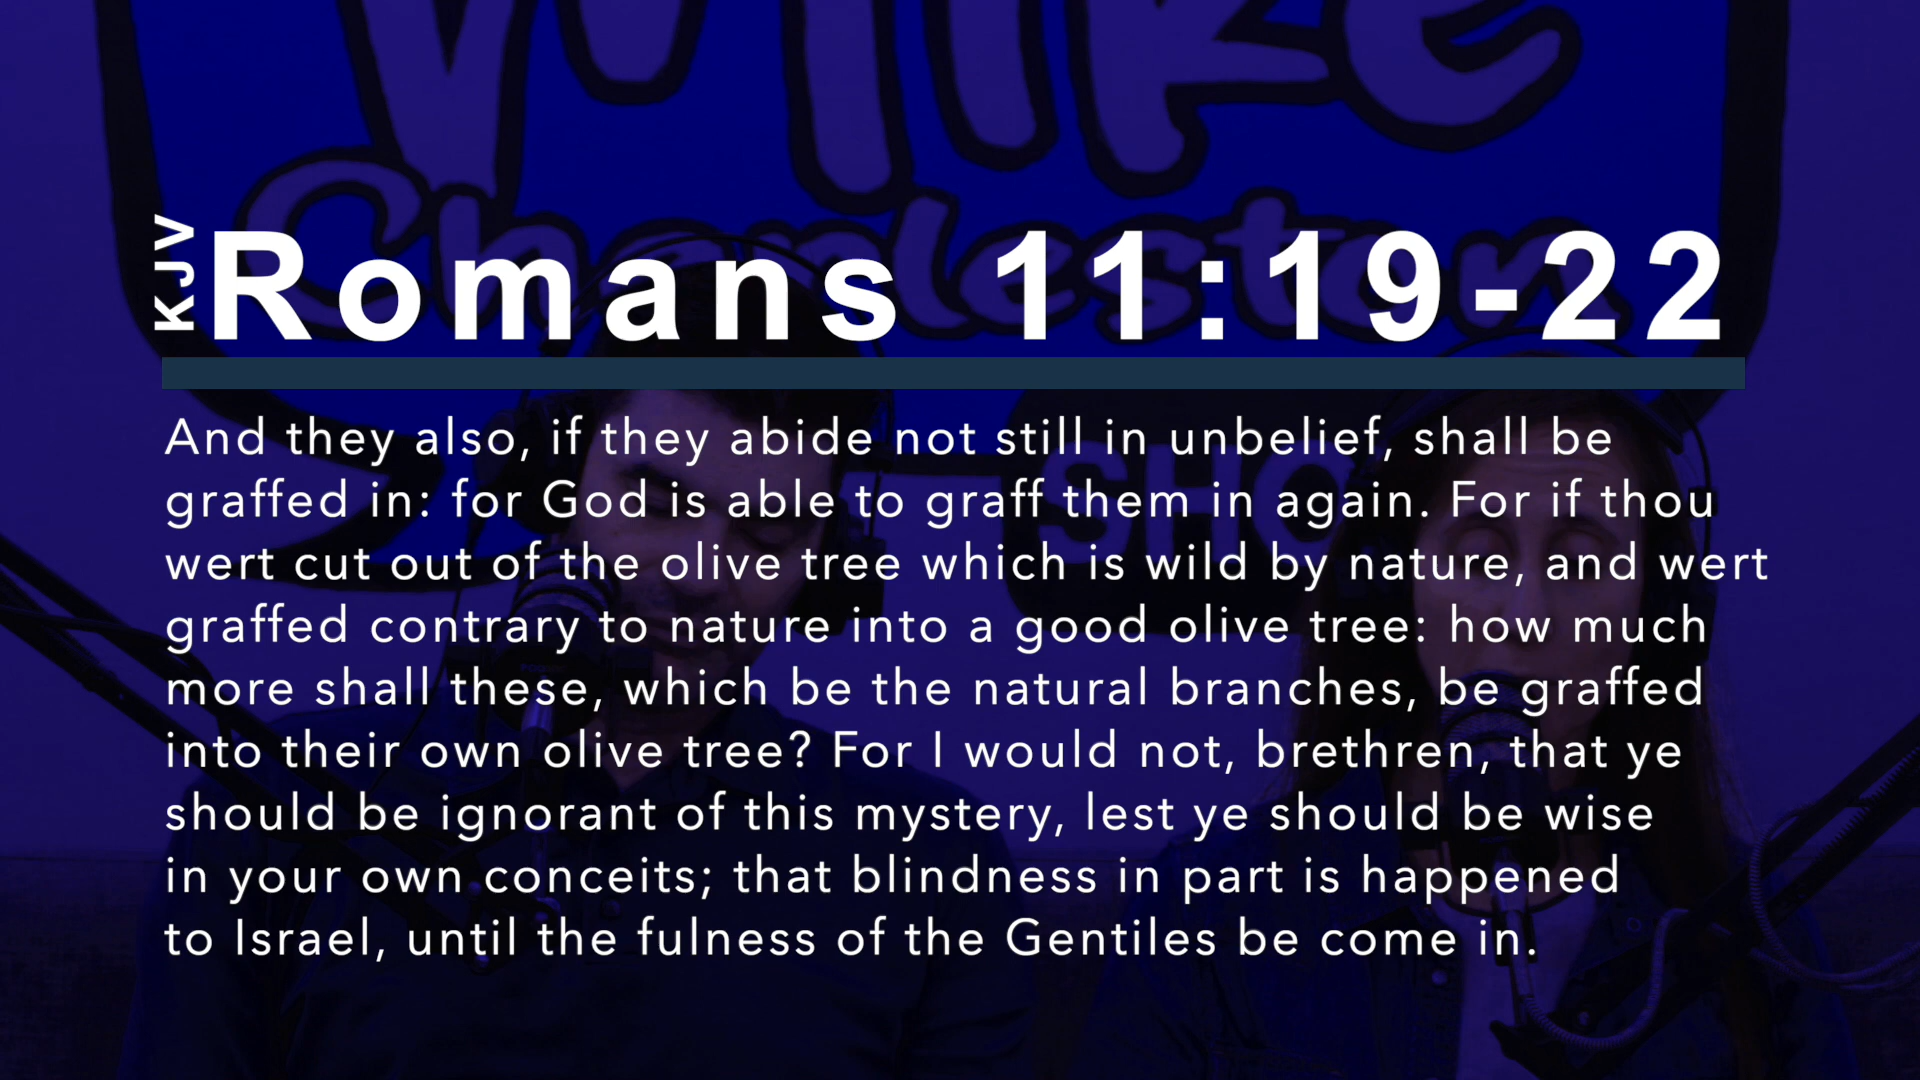 Mike
Charleston
SHO
KJV
Romans 11:19-22
And they also, if they abide not still in unbelief, shall be
graffed in: for God is able to graff them in again. For if thou
wert cut out of the olive tree which is wild by nature, and wert
graffed contrary to nature into a good olive tree: how much
more shall these, which be the natural branches, be graffed
into their own olive tree? For I would not, brethren, that ye
should be ignorant of this mystery, lest ye should be wise
in your own conceits; that blindness in part is happened
to Israel, until the fulness of the Gentiles be come in.